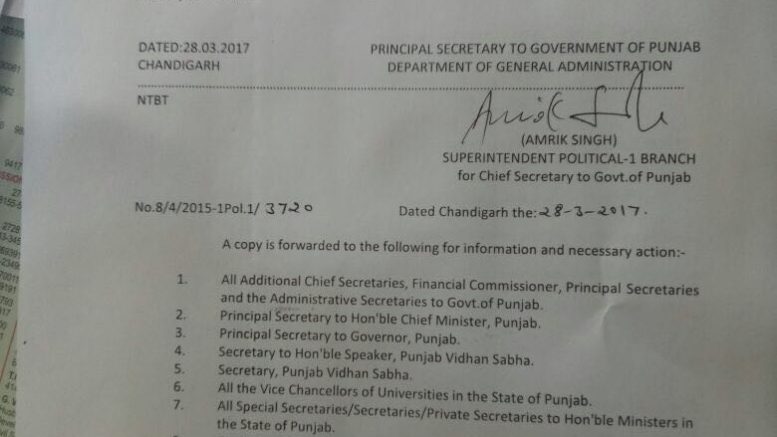 DATED:28.03.2017 PRINCIPAL SECRETARY TO GOVERNMENT OF PUNJAB
CHANDIGARH DEPARTMENT OF GENERAL ADMINISTRATION
NTBT
(AMRIK SINGH)
SUPERINTENDENT POLITICAL-1 BRANCH
for Chief Secretary to Govt.of Punjab
No.8/4/2015-1Pol.1/ 3720 Dated Chandigarh the: 28-3-2017.
A copy is forwarded to the following for information and necessary action:-
1. All Additional Chief Secretaries, Financial Commissioner, Principal Secretaries
and the Administrative Secretaries to Govt.of Punjab.
2. Principal Secretary to Hon'ble Chief Minister, Punjab.
3. Principal Secretary to Governor, Punjab.
4. Secretary to Hon'ble Speaker, Punjab Vidhan Sabha.
5. Secretary, Punjab Vidhan Sabha.
6. All the Vice Chancellors of Universities in the State of Punjab.
7. All Special Secretaries/Secretaries/Private Secretaries to Hon'ble Ministers in
the State of Punjab.